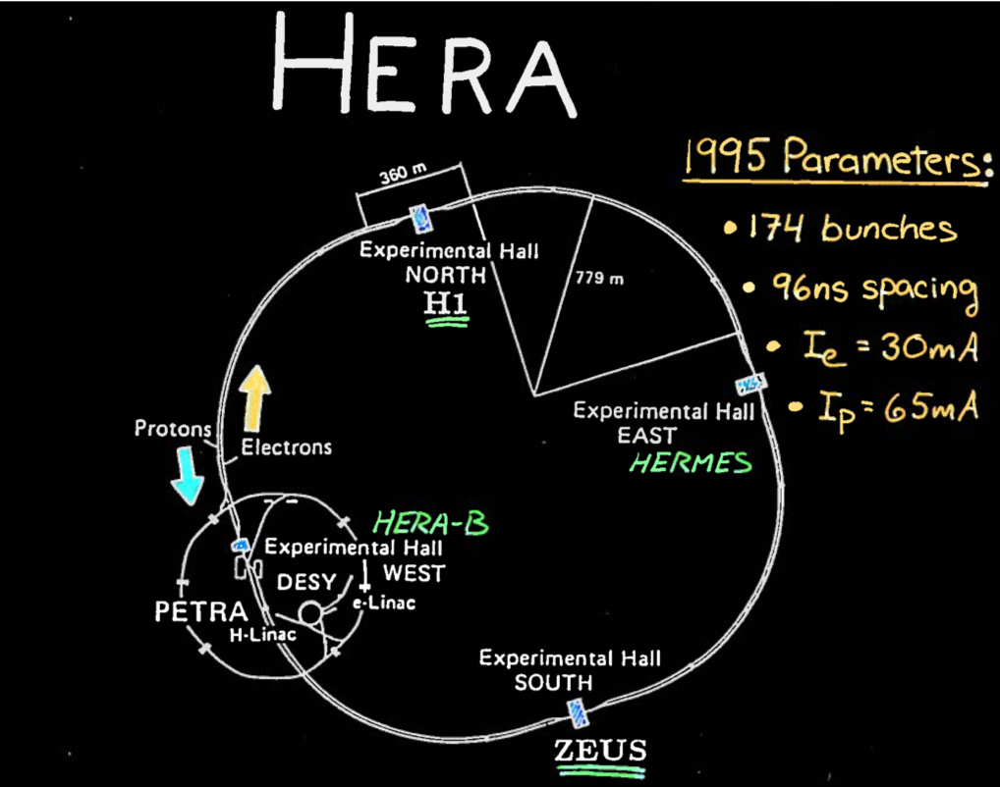 HERA
1995 Parameters:
• 174 bunches
• 96ns spacing
• Ie = 30mA
• Ip = 65mA
360 m
Experimental Hall
NORTH
H1
779 m
Experimental Hall
EAST
HERMES
Protons
Electrons
HERA-B
Experimental Hall
WEST
DESY
e-Linac
PETRA
H-Linac
Experimental Hall
SOUTH
ZEUS